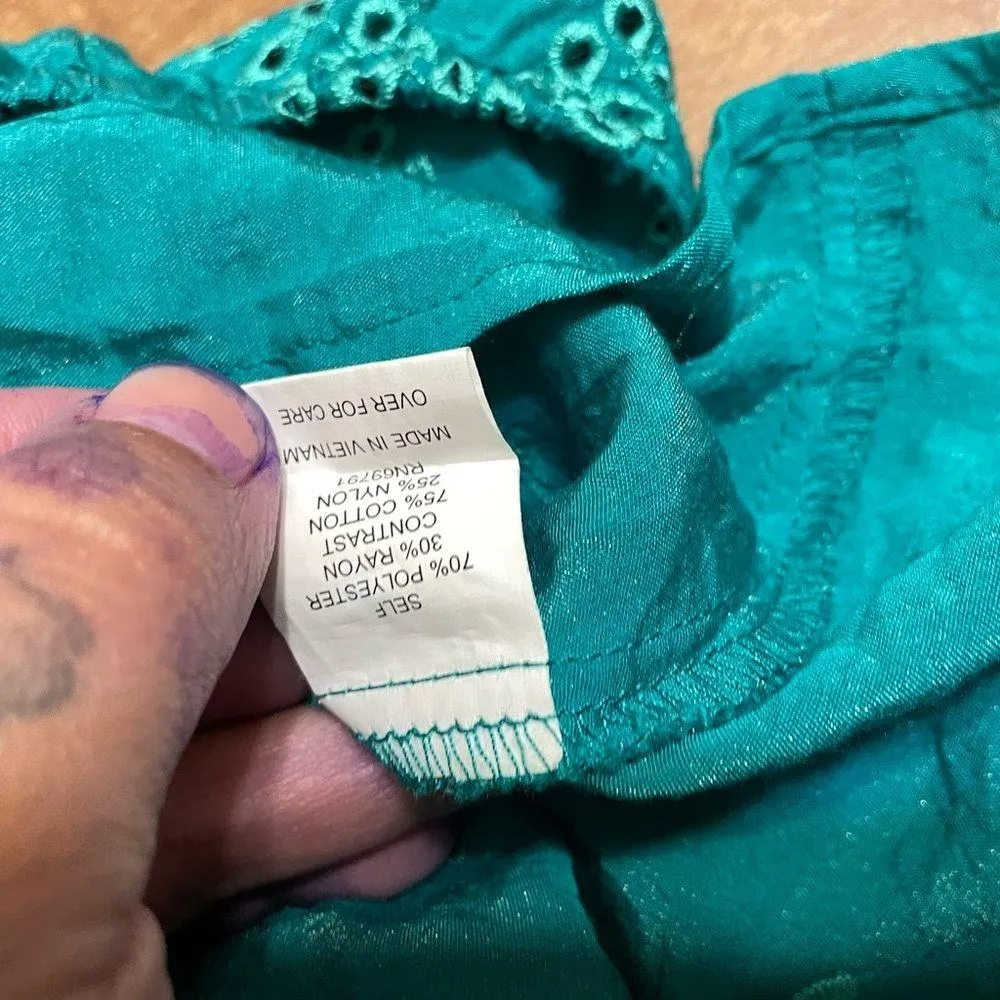 SELF
70% POLYESTER
30% RAYON
CONTRAST
75% COTTON
25% NYLON
RN69791
MADE IN VIETNAM
OVER FOR CARE